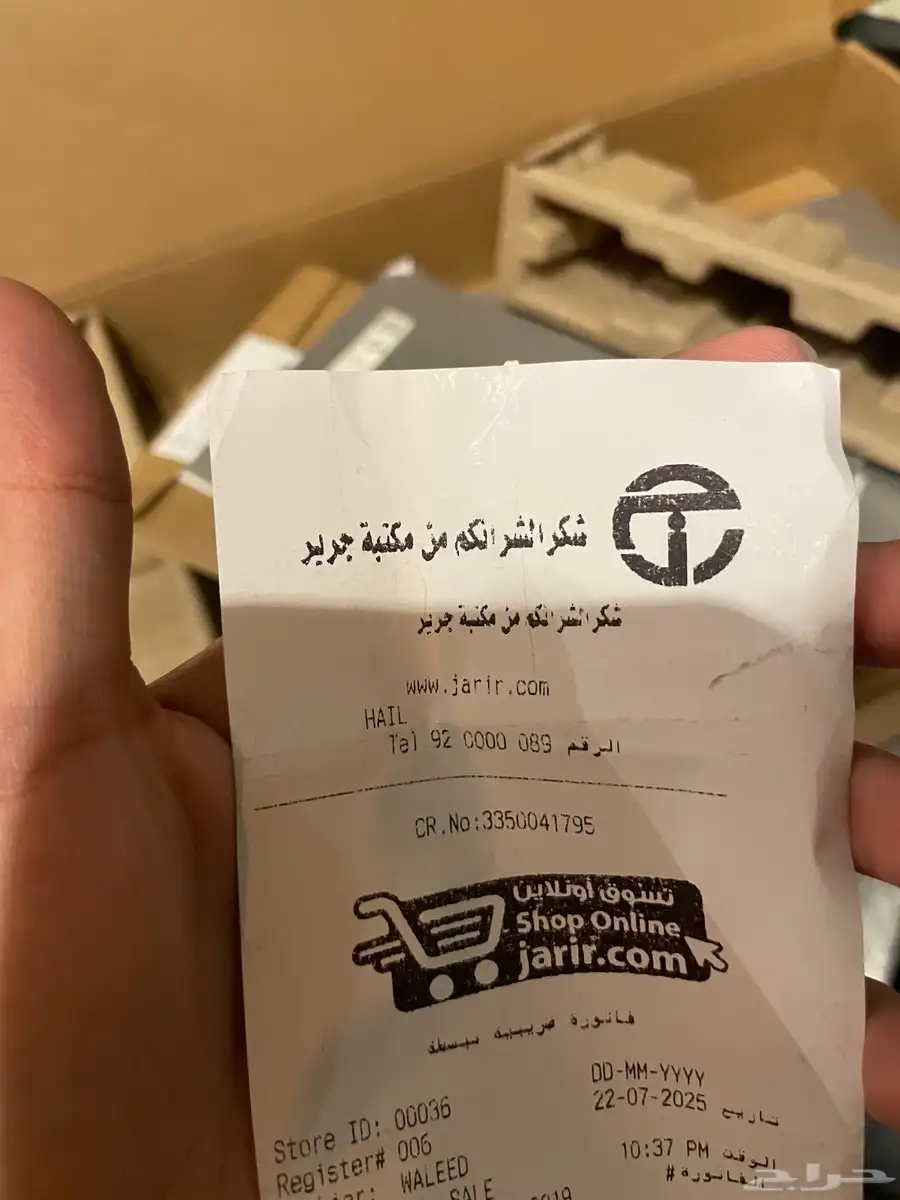 شكرا لشرائكم من مكتبة جرير
شكرا لشرائكم من مكتبة جرير
www.jarir.com
HAIL
Tel 92 0000 089 الرقم
CR.No:3350041795
تسوق أونلاين
Shop Online
jarir.com
فاتورة ضريبية مبسطة
DD-MM-YYYY
Store ID: 00036
22-07-2025 تاريخ
Register# 006
10:37 PM الوقت
WALEED
الفاتورة #
SALE
حراج